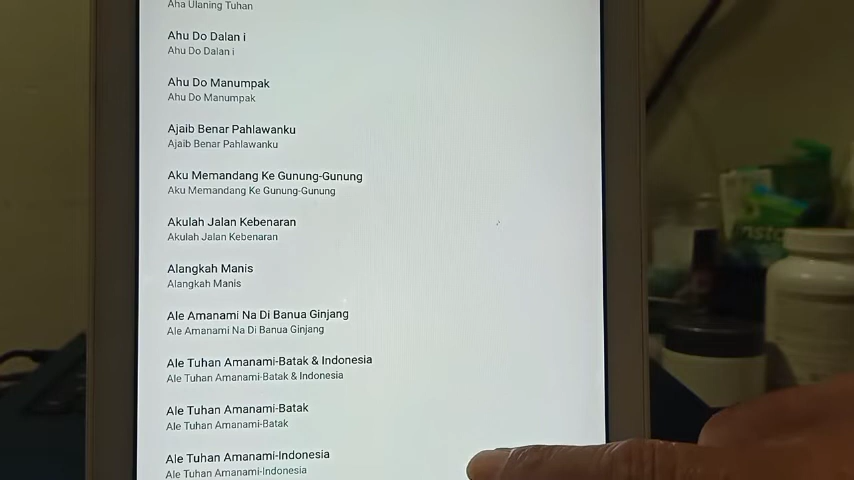 Aha Ulaning Tuhan
Ahu Do Dalan i
Ahu Do Dalan i
Ahu Do Manumpak
Ahu Do Manumpak
Ajaib Benar Pahlawanku
Ajaib Benar Pahlawanku
Aku Memandang Ke Gunung-Gunung
Aku Memandang Ke Gunung-Gunung
Akulah Jalan Kebenaran
Akulah Jalan Kebenaran
Alangkah Manis
Alangkah Manis
Ale Amanami Na Di Banua Ginjang
Ale Amanami Na Di Banua Ginjang
Ale Tuhan Amanami-Batak & Indonesia
Ale Tuhan Amanami-Batak & Indonesia
Ale Tuhan Amanami-Batak
Ale Tuhan Amanami-Batak
Ale Tuhan Amanami-Indonesia
Ale Tuhan Amanami-Indonesia